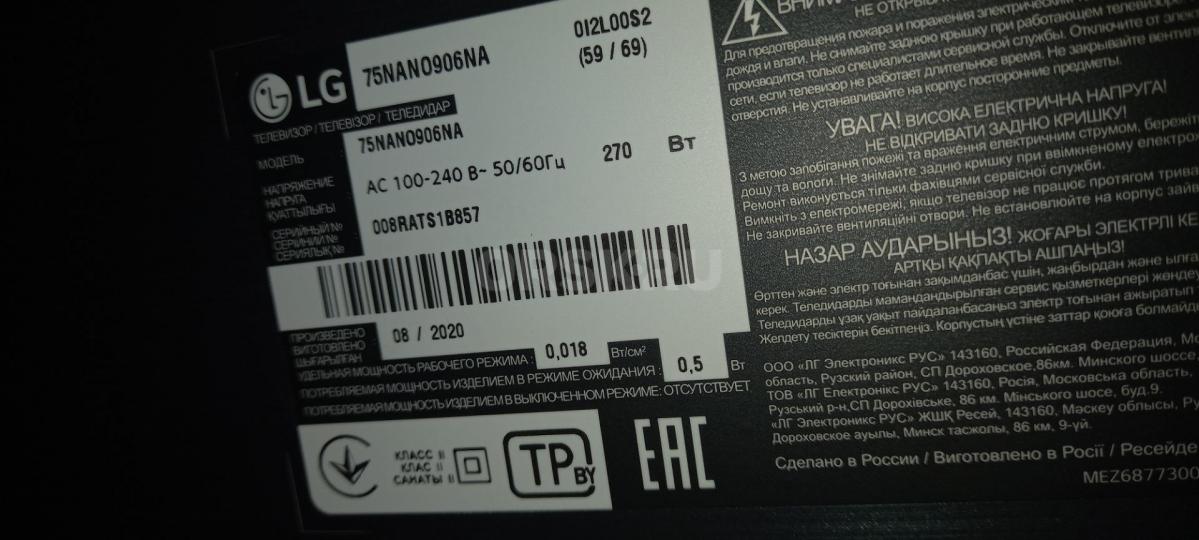 LG
75NANO906NA
0I2L00S2
(59 / 69)
ТЕЛЕВИЗОР / ТЕЛЕВІЗОР / ТЕЛЕДИДАР
МОДЕЛЬ
75NANO906NA
НАПРЯЖЕНИЕ
НАПРУГА
ҚУАТТЫЛЫҒЫ
AC 100-240 В~ 50/60Гц
270
Вт
СЕРИЙНЫЙ №
СЕРІЙНИЙ №
СЕРИЯЛЫҚ №
008RATS1B857
ORSK.RU
ПРОИЗВЕДЕНО
ВИГОТОВЛЕНО
ШЫҒАРЫЛҒАН
08 / 2020
УДЕЛЬНАЯ МОЩНОСТЬ РАБОЧЕГО РЕЖИМА :
0,018
Вт/см²
ПОТРЕБЛЯЕМАЯ МОЩНОСТЬ ИЗДЕЛИЕМ В РЕЖИМЕ ОЖИДАНИЯ :
0,5
Вт
ПОТРЕБЛЯЕМАЯ МОЩНОСТЬ ИЗДЕЛИЕМ В ВЫКЛЮЧЕННОМ РЕЖИМЕ: ОТСУТСТВУЕТ
КЛАСС II
КЛАС II
САНАТЫ II
TP BY
EAC
НЕ ОТКРЫВАТЬ
Для предотвращения пожара и поражения электрическим
дождя и влаги. Не снимайте заднюю крышку при работающем телевизоре
производится только специалистами сервисной службы. Отключите от
сети, если телевизор не работает длительное время. Не закрывайте
отверстия. Не устанавливайте на корпус посторонние предметы.
УВАГА! ВИСОКА ЕЛЕКТРИЧНА НАПРУГА!
НЕ ВІДКРИВАТИ ЗАДНЮ КРИШКУ!
З метою запобігання пожежі та враження електричним струмом, бережіть
дощу та вологи. Не знімайте задню кришку при ввімкненому
Ремонт виконується тільки фахівцями сервісної служби.
Вимкніть з електромережі, якщо телевізор не працює протягом
Не закривайте вентиляційні отвори. Не встановлюйте на корпус
НАЗАР АУДАРЫҢЫЗ! ЖОҒАРЫ ЭЛЕКТРЛІ
АРТҚЫ ҚАҚПАҚТЫ АШПАҢЫЗ!
Өрттен және электр тоғынан зақымданбас үшін, жаңбырдан және
керек. Теледидарды мамандандырылған сервис қызметкерлері
Теледидарды ұзақ уақыт пайдаланбасаңыз электр тоғынан ажыратып
Желдету тесіктерін бекітпеңіз. Корпустың үстіне заттар қоюға болмайды
ООО «ЛГ Электроникс РУС» 143160, Российская Федерация,
область, Рузский район, СП Дороховское,86км. Минского шоссе
ТОВ «ЛГ Електронікс РУС» 143160, Росія, Московська область,
Рузський р-н,СП Дорохівське, 86 км. Мінського шосе, буд.9.
«ЛГ Электроникс РУС» ЖШҚ Ресей, 143160, Мәскеу облысы,
Дороховское ауылы, Минск тасжолы, 86 км, 9-үй.
Сделано в России / Виготовлено в Росії / Ресейде
MEZ6877300